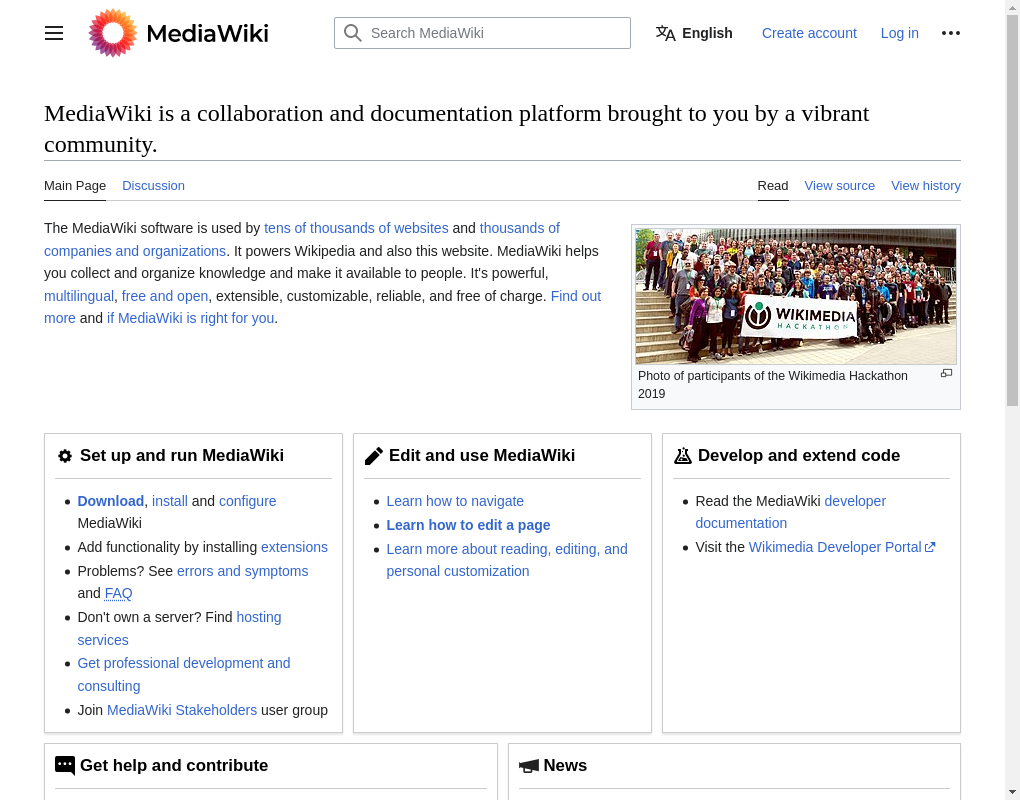 MediaWiki
Search MediaWiki
English
Create account
Log in
MediaWiki is a collaboration and documentation platform brought to you by a vibrant
community.
Main Page
Discussion
Read
View source
View history
The MediaWiki software is used by tens of thousands of websites and thousands of
companies and organizations. It powers Wikipedia and also this website. MediaWiki helps
you collect and organize knowledge and make it available to people. It's powerful,
multilingual, free and open, extensible, customizable, reliable, and free of charge. Find out
more and if MediaWiki is right for you.
WIKIMEDIA
HACKATHON
Photo of participants of the Wikimedia Hackathon
2019
Set up and run MediaWiki
Download, install and configure
MediaWiki
Add functionality by installing extensions
Problems? See errors and symptoms
and FAQ
Don't own a server? Find hosting
services
Get professional development and
consulting
Join MediaWiki Stakeholders user group
Edit and use MediaWiki
Learn how to navigate
Learn how to edit a page
Learn more about reading, editing, and
personal customization
Develop and extend code
Read the MediaWiki developer
documentation
Visit the Wikimedia Developer Portal
Get help and contribute
News